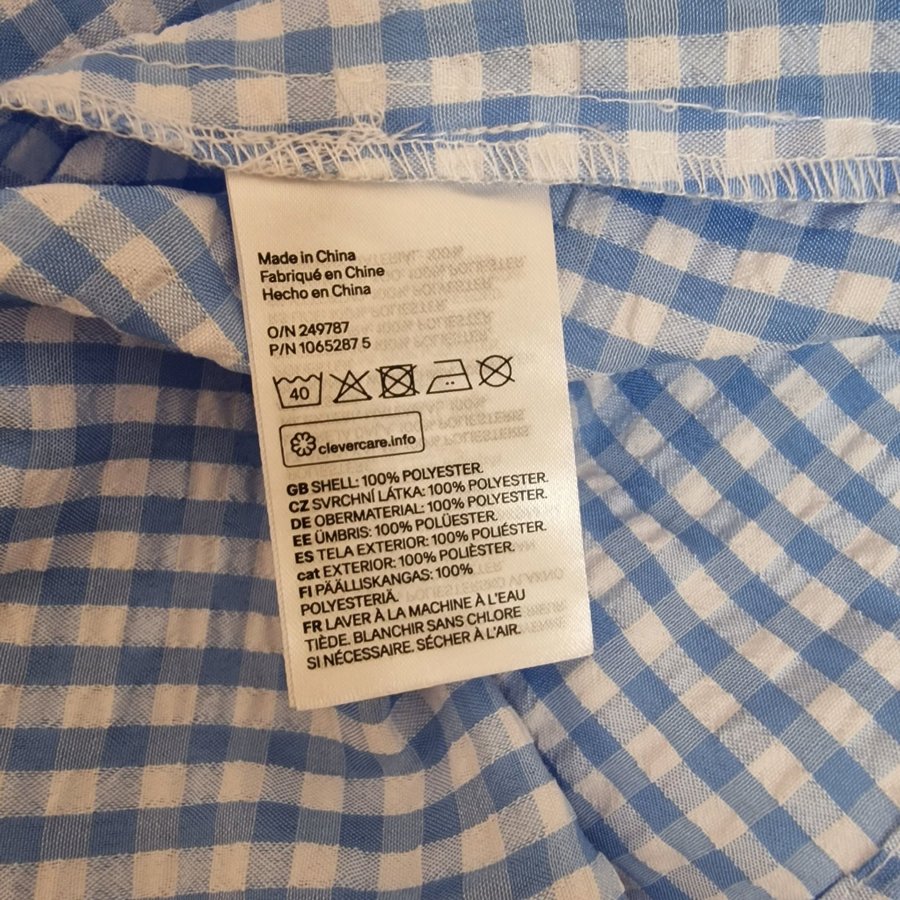 Made in China
Fabriqué en Chine
Hecho en China
O/N 249787
P/N 1065287 5
40
clevercare.info
GB SHELL: 100% POLYESTER.
CZ SVRCHNÍ LÁTKA: 100% POLYESTER.
DE OBERMATERIAL: 100% POLYESTER.
EE ÜMBRIS: 100% POLÜESTER.
ES TELA EXTERIOR: 100% POLIÉSTER.
cat EXTERIOR: 100% POLIÈSTER.
FI PÄÄLLISKANGAS: 100%
POLYESTERIÄ.
FR LAVER À LA MACHINE À L'EAU
TIÈDE. BLANCHIR SANS CHLORE
SI NÉCESSAIRE. SÉCHER À L'AIR.